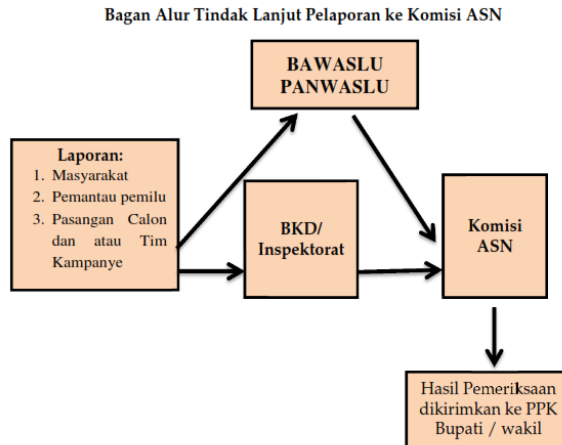 Bagan Alur Tindak Lanjut Pelaporan ke Komisi ASN
BAWASLU
PANWASLU
Laporan:
1. Masyarakat
2. Pemantau pemilu
3. Pasangan Calon
dan atau Tim
Kampanye
BKD/
Inspektorat
Komisi
ASN
Hasil Pemeriksaan
dikirimkan ke PPK
Bupati / wakil